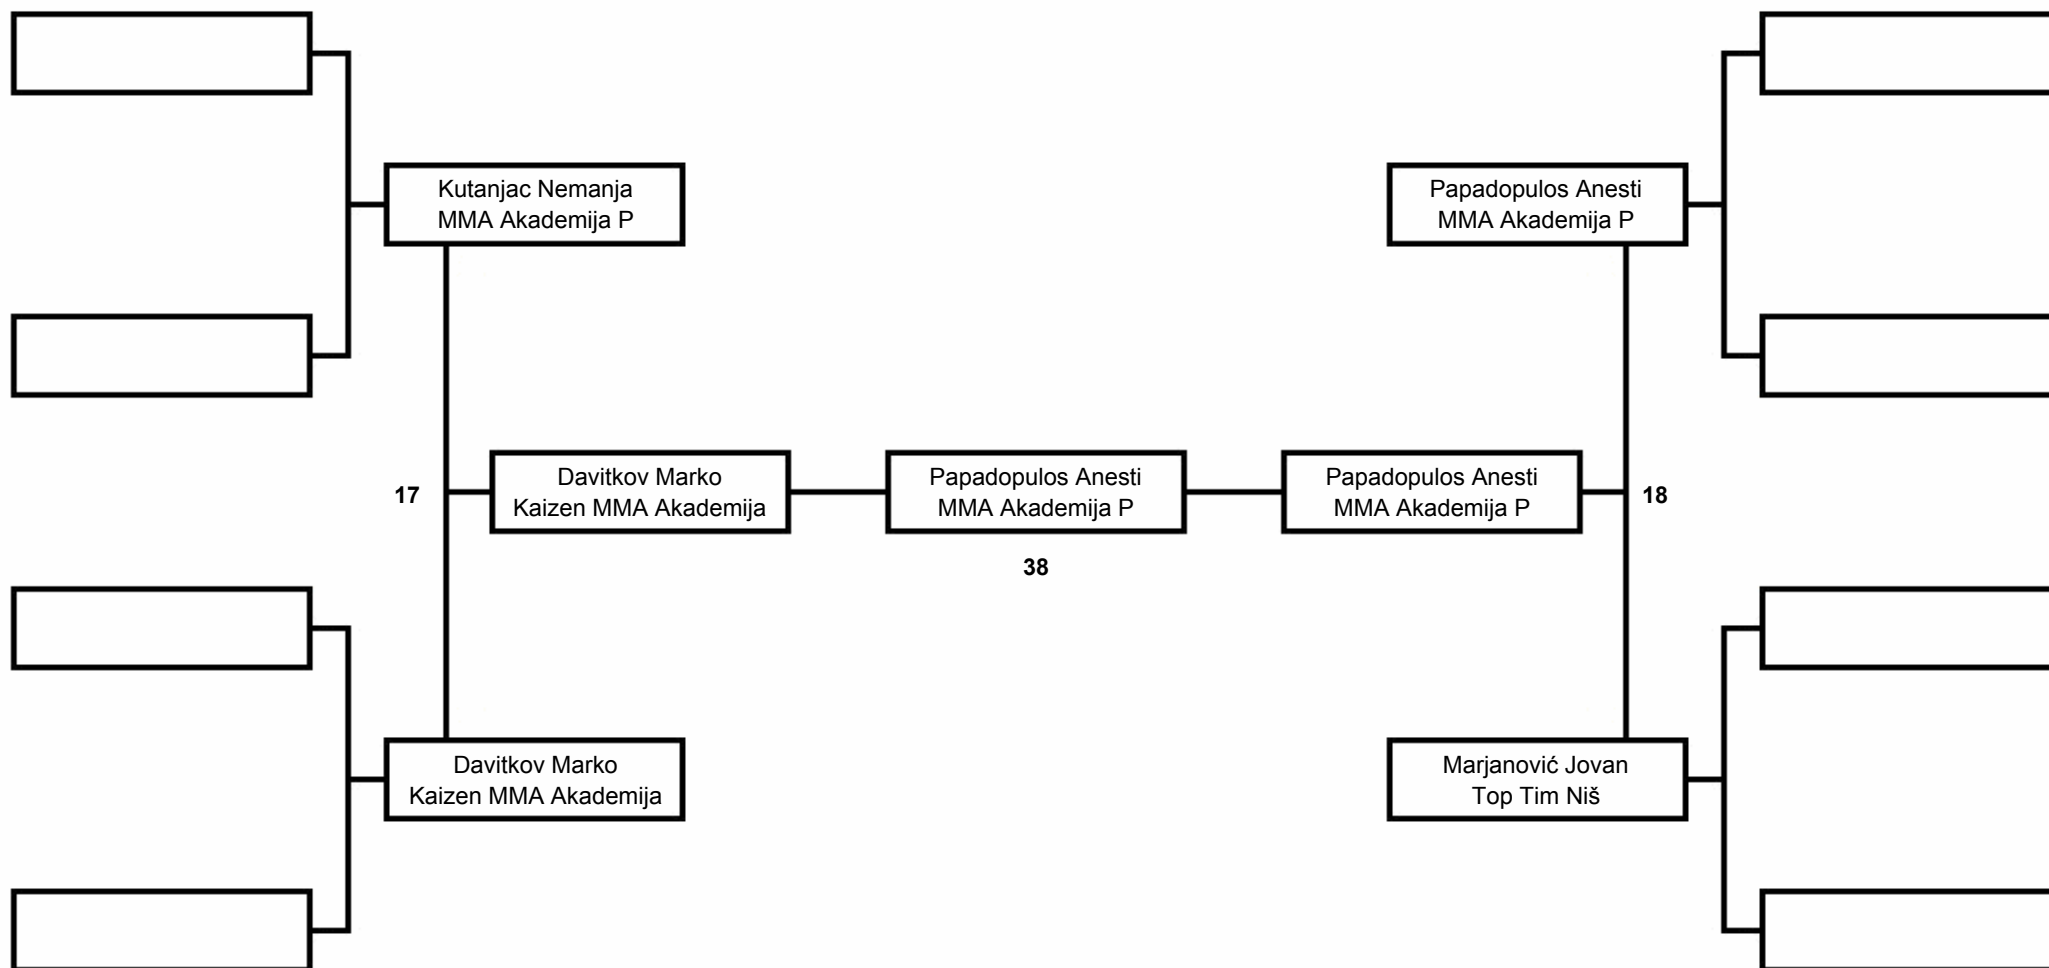 Kutanjac Nemanja
MMA Akademija P
Papadopulos Anesti
MMA Akademija P
17
Davitkov Marko
Kaizen MMA Akademija
Papadopulos Anesti
MMA Akademija P
Papadopulos Anesti
MMA Akademija P
18
38
Davitkov Marko
Kaizen MMA Akademija
Marjanović Jovan
Top Tim Niš